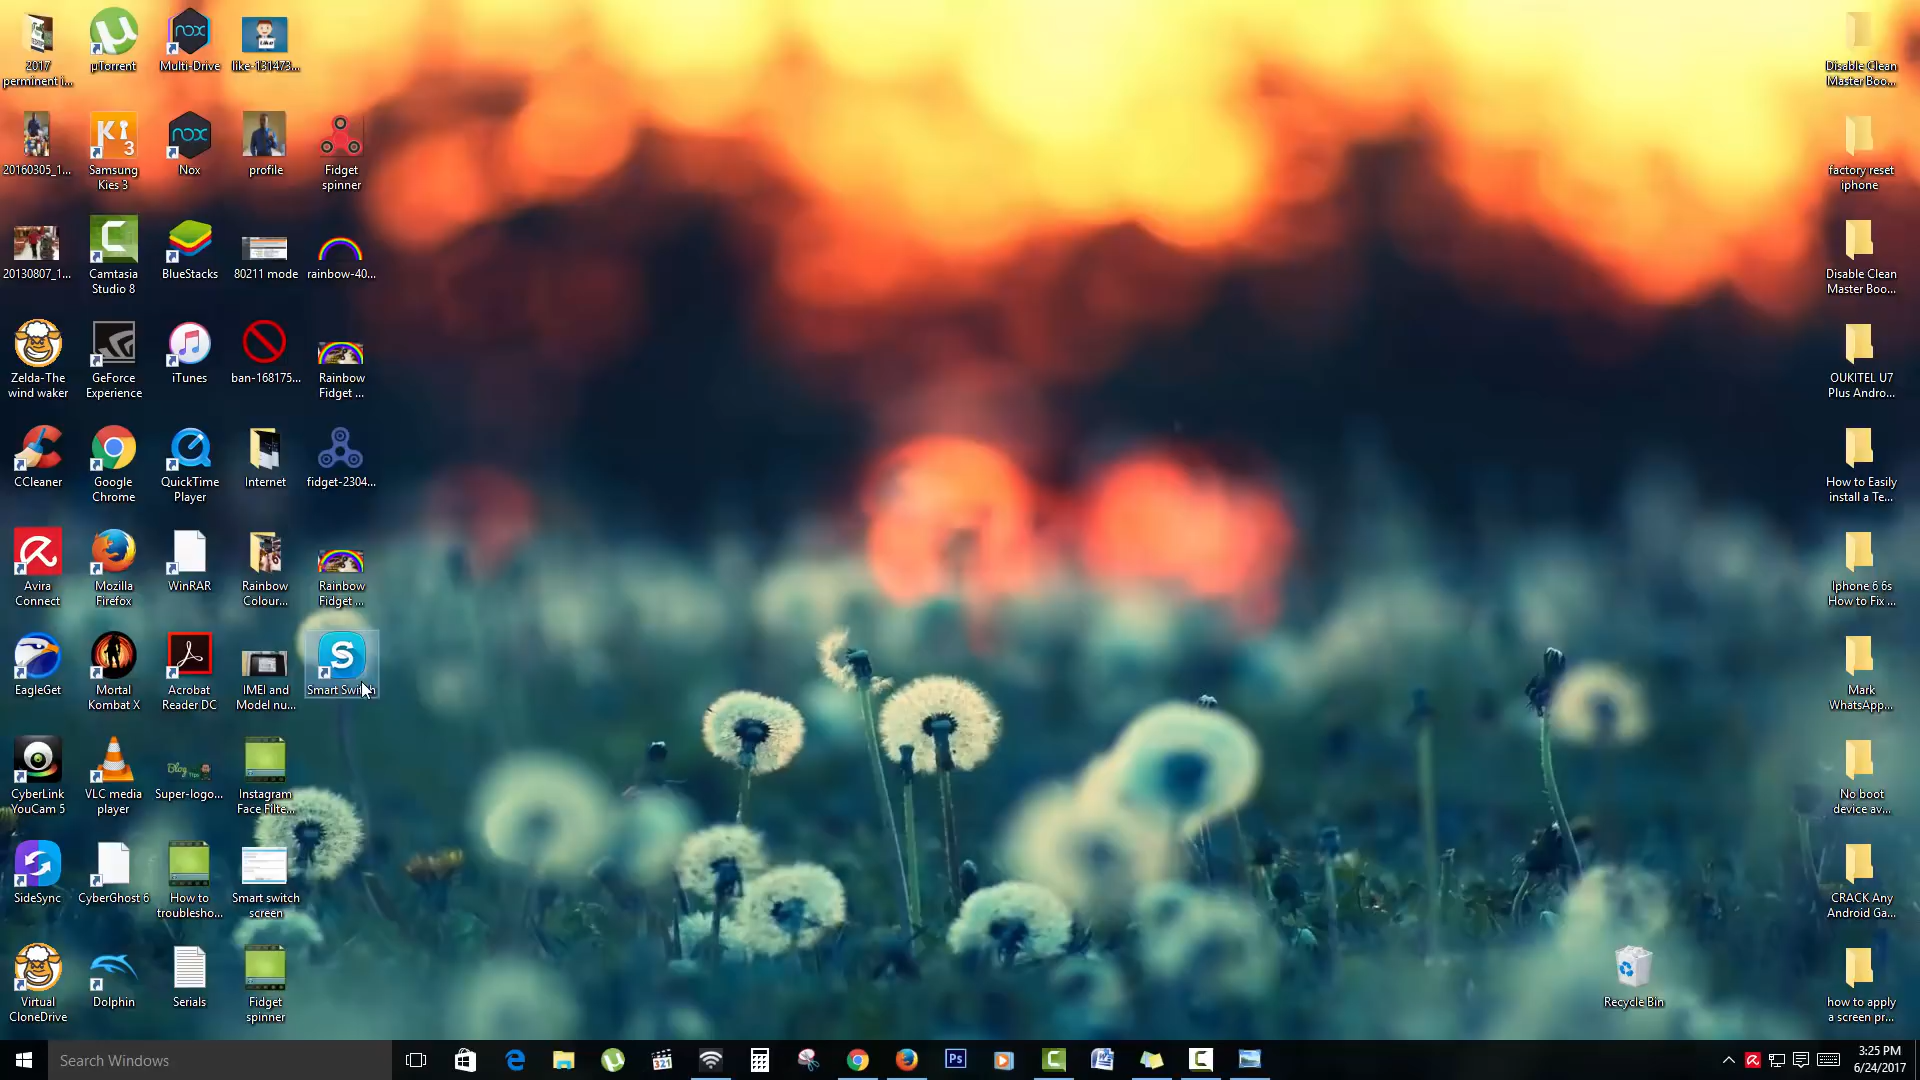 2017
perminent i...
µTorrent
Multi-Drive
like-131473...
20160305_1...
Samsung
Kies 3
Nox
profile
Fidget
spinner
20130807_1...
Camtasia
Studio 8
BlueStacks
80211 mode
rainbow-40...
Zelda-The
wind waker
GeForce
Experience
iTunes
ban-168175...
Rainbow
Fidget ...
CCleaner
Google
Chrome
QuickTime
Player
Internet
fidget-2304...
Avira
Connect
Mozilla
Firefox
WinRAR
Rainbow
Colour...
Rainbow
Fidget ...
EagleGet
Mortal
Kombat X
Acrobat
Reader DC
IMEI and
Model nu...
Smart Switch
CyberLink
YouCam 5
VLC media
player
Super-logo...
Instagram
Face Filte...
SideSync
CyberGhost 6
How to
troublesho...
Smart switch
screen
Virtual
CloneDrive
Dolphin
Serials
Fidget
spinner
Disable Clean
Master Boo...
factory reset
iphone
Disable Clean
Master Boo...
OUKITEL U7
Plus Andro...
How to Easily
install a Te...
Iphone 6 6s
How to Fix ...
Mark
WhatsApp...
No boot
device av...
CRACK Any
Android Ga...
how to apply
a screen pr...
Recycle Bin
Search Windows
3:25 PM
6/24/2017